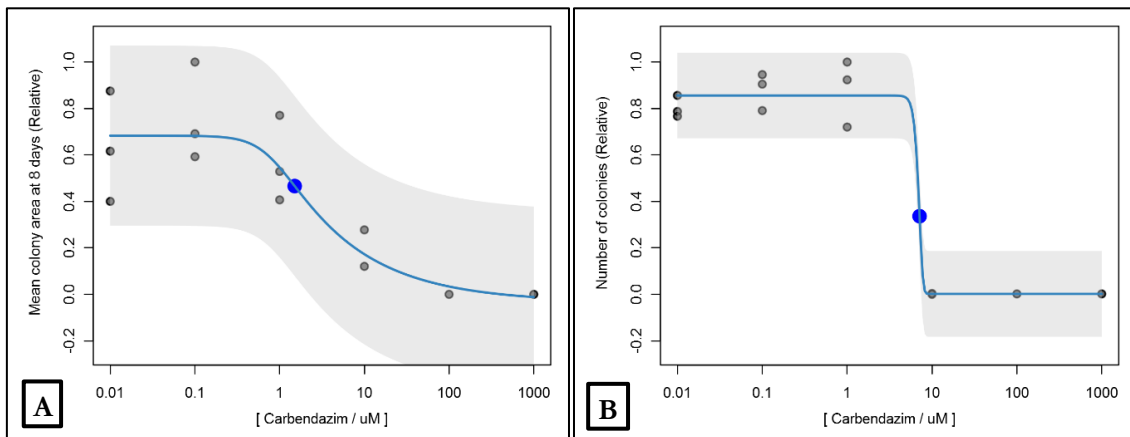 Mean colony area at 8 days (Relative)
1.0
0.8
0.6
0.4
0.2
0.0
-0.2
0.01 0.1 1 10 100 1000
[ Carbendazim / uM ]
A
Number of colonies (Relative)
1.0
0.8
0.6
0.4
0.2
0.0
-0.2
0.01 0.1 1 10 100 1000
[ Carbendazim / uM ]
B